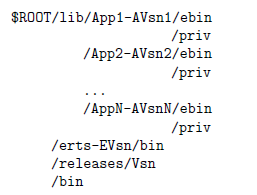 $ROOT/lib/App1-AVsn1/ebin
/priv
/App2-AVsn2/ebin
/priv
...
/AppN-AVsnN/ebin
/priv
/erts-EVsn/bin
/releases/Vsn
/bin